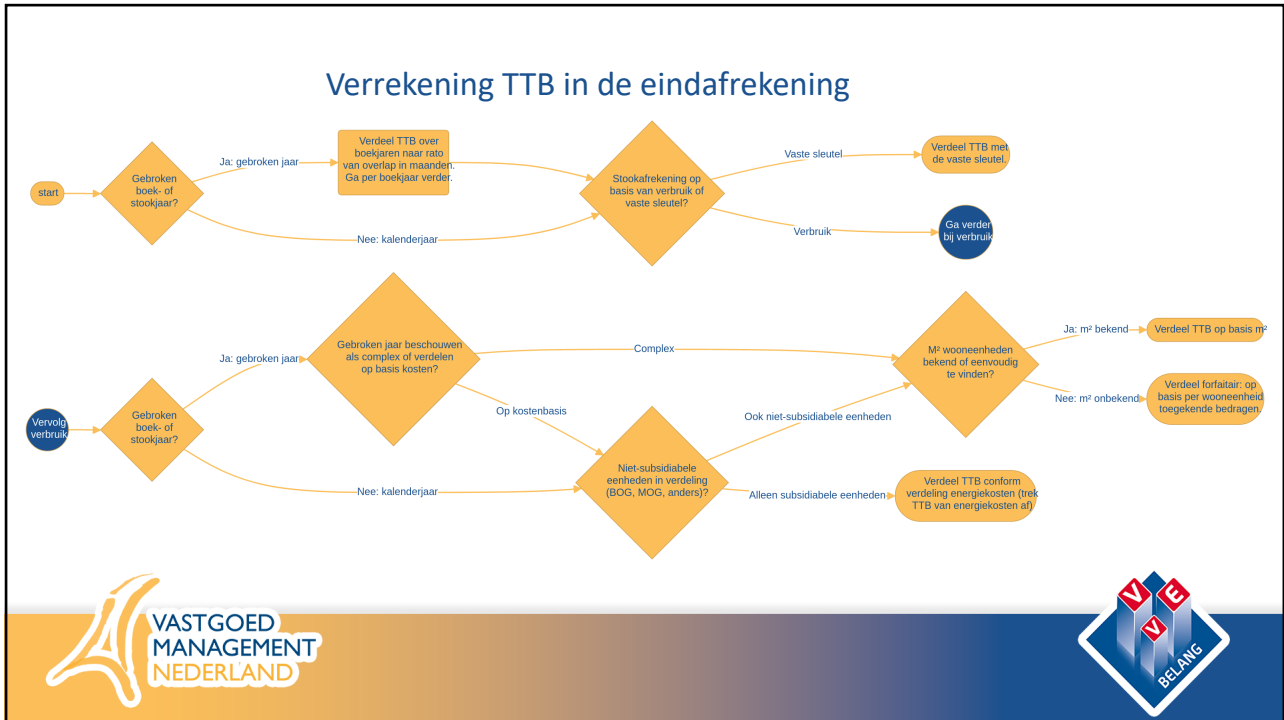 Verrekening TTB in de eindafrekening
start
Gebroken
boek- of
stookjaar?
Ja: gebroken jaar
Nee: kalenderjaar
Verdeel TTB over
boekjaren naar rato
van overlap in maanden.
Ga per boekjaar verder.
Stookafrekening op
basis van verbruik of
vaste sleutel?
Vaste sleutel
Verbruik
Verdeel TTB met
de vaste sleutel.
Ga verder
bij verbruik
Vervolg
verbruik
Gebroken
boek- of
stookjaar?
Ja: gebroken jaar
Nee: kalenderjaar
Gebroken jaar beschouwen
als complex of verdelen
op basis kosten?
Complex
Op kostenbasis
Niet-subsidiabele
eenheden in verdeling
(BOG, MOG, anders)?
Ook niet-subsidiabele eenheden
Alleen subsidiabele eenheden
M² wooneenheden
bekend of eenvoudig
te vinden?
Ja: m² bekend
Nee: m² onbekend
Verdeel TTB op basis m²
Verdeel forfaitair: op
basis per wooneenheid
toegekende bedragen.
Verdeel TTB conform
verdeling energiekosten (trek
TTB van energiekosten af)
VASTGOED
MANAGEMENT
NEDERLAND
V V E
BELANG